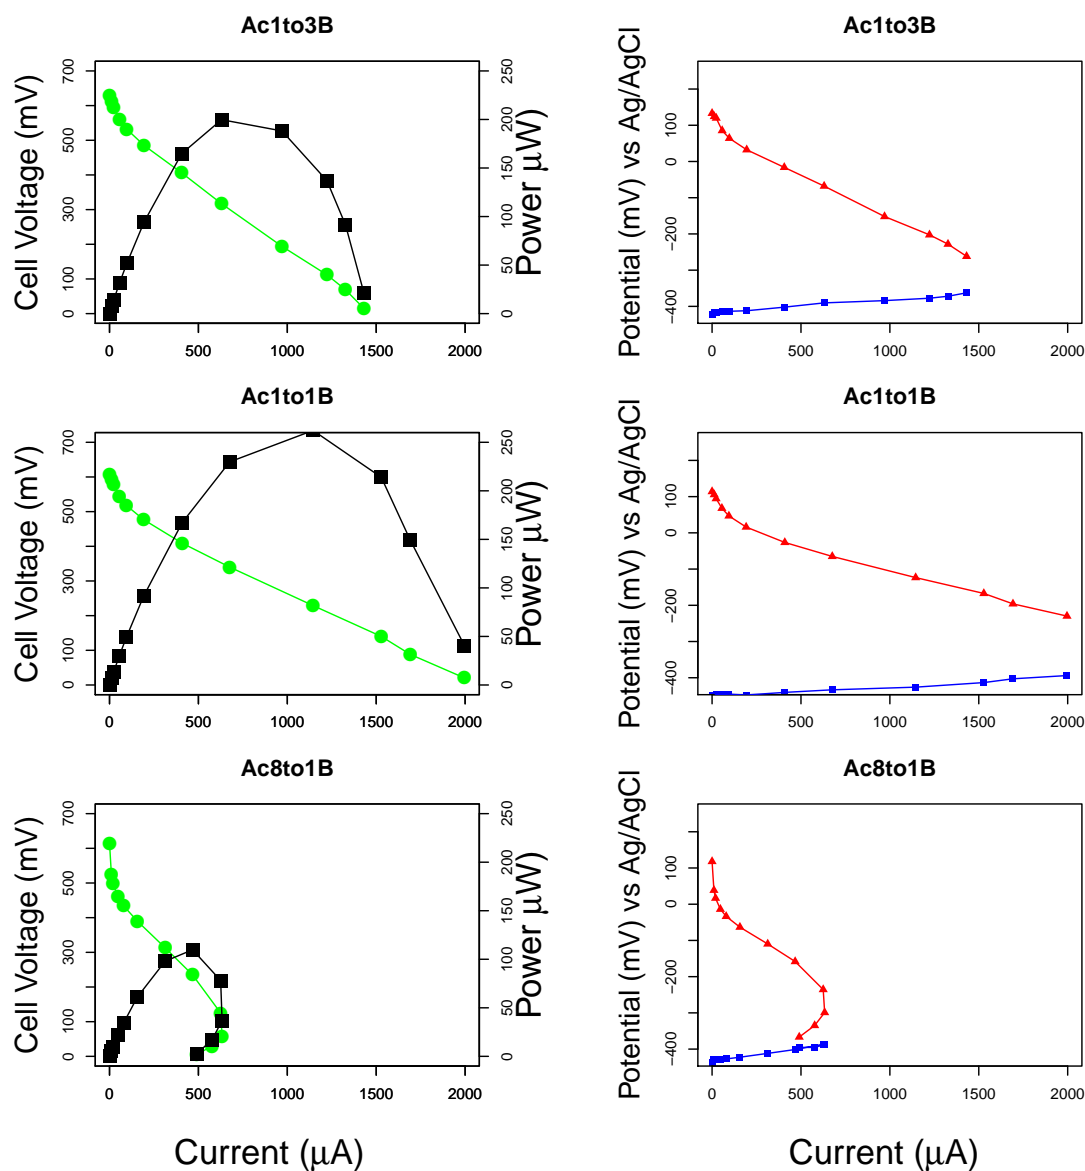 Ac1to3B
Cell Voltage (mV)
0 100 300 500 700
0 50 100 150 200 250
Power μW)
0 500 1000 1500 2000
Ac1to3B
Potential (mV) vs Ag/AgCl
−400 −200 0 100
0 500 1000 1500 2000
Ac1to1B
Cell Voltage (mV)
0 100 300 500 700
0 50 100 150 200 250
Power μW)
0 500 1000 1500 2000
Ac1to1B
Potential (mV) vs Ag/AgCl
−400 −200 0 100
0 500 1000 1500 2000
Ac8to1B
Cell Voltage (mV)
0 100 300 500 700
0 50 100 150 200 250
Power μW)
0 500 1000 1500 2000
Ac8to1B
Potential (mV) vs Ag/AgCl
−400 −200 0 100
0 500 1000 1500 2000
Current (μA)
Current (μA)